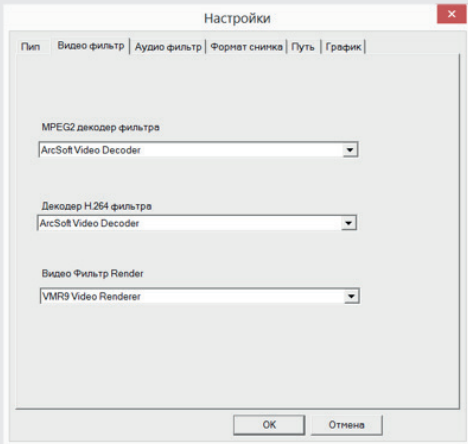 Настройки
Пип Видео фильтр Аудио фильтр Формат снимка Путь График
MPEG2 декодер фильтра
ArcSoft Video Decoder
Декодер H.264 фильтра
ArcSoft Video Decoder
Видео Фильтр Render
VMR9 Video Renderer
OK Отмена